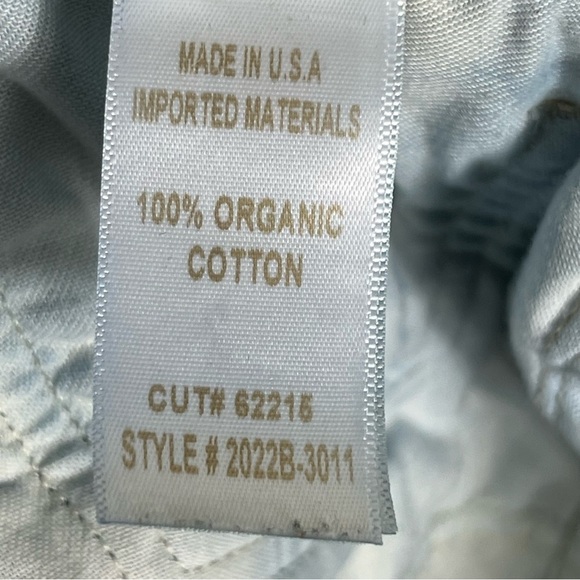 MADE IN U.S.A
IMPORTED MATERIALS
100% ORGANIC
COTTON
CUT# 62215
STYLE # 2022B-3011